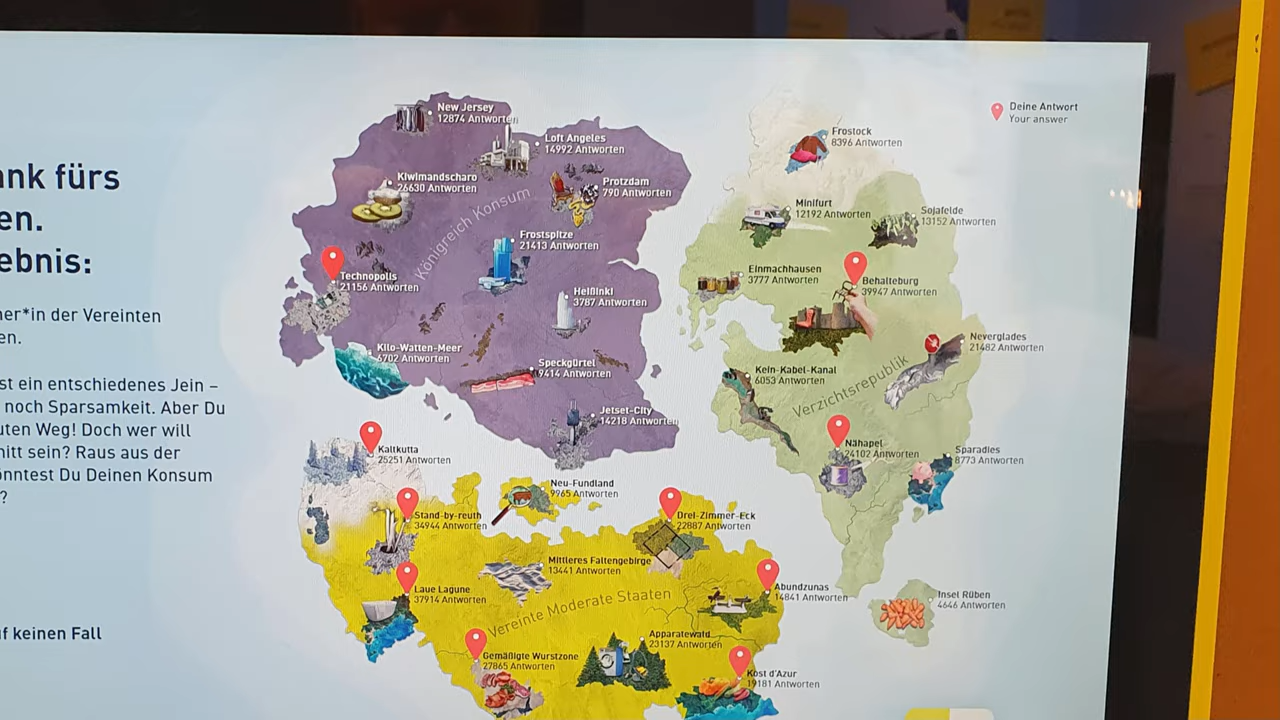 ank fürs
en.
ebnis:
ner*in der Vereinten
en.
st ein entschiedenes Jein –
noch Sparsamkeit. Aber Du
uten Weg! Doch wer will
nitt sein? Raus aus der
önntest Du Deinen Konsum
?
f keinen Fall
Deine Antwort
Your answer
Königreich Konsum
New Jersey
12874 Antworten
Loft Angeles
14992 Antworten
Kiwimandscharo
26630 Antworten
Protzdam
790 Antworten
Frostspitze
21413 Antworten
Technopolis
21156 Antworten
Heißinki
3787 Antworten
Kilo-Watten-Meer
6702 Antworten
Speckgürtel
9414 Antworten
Jetset-City
14218 Antworten
Verzichtsrepublik
Frostock
8396 Antworten
Minifurt
12192 Antworten
Sojafelde
13152 Antworten
Einmachhausen
3777 Antworten
Behalteburg
39947 Antworten
Neverglades
21482 Antworten
Kein-Kabel-Kanal
6053 Antworten
Nähapel
24102 Antworten
Sparadies
8773 Antworten
Insel Rüben
4646 Antworten
Vereinte Moderate Staaten
Kaltkutta
25251 Antworten
Neu-Fundland
9965 Antworten
Stand-by-reuth
34944 Antworten
Drei-Zimmer-Eck
22887 Antworten
Mittleres Faltengebirge
13441 Antworten
Laue Lagune
37914 Antworten
Abundzunas
14841 Antworten
Apparatewald
23137 Antworten
Gemäßigte Wurstzone
27865 Antworten
Kost d'Azur
19181 Antworten